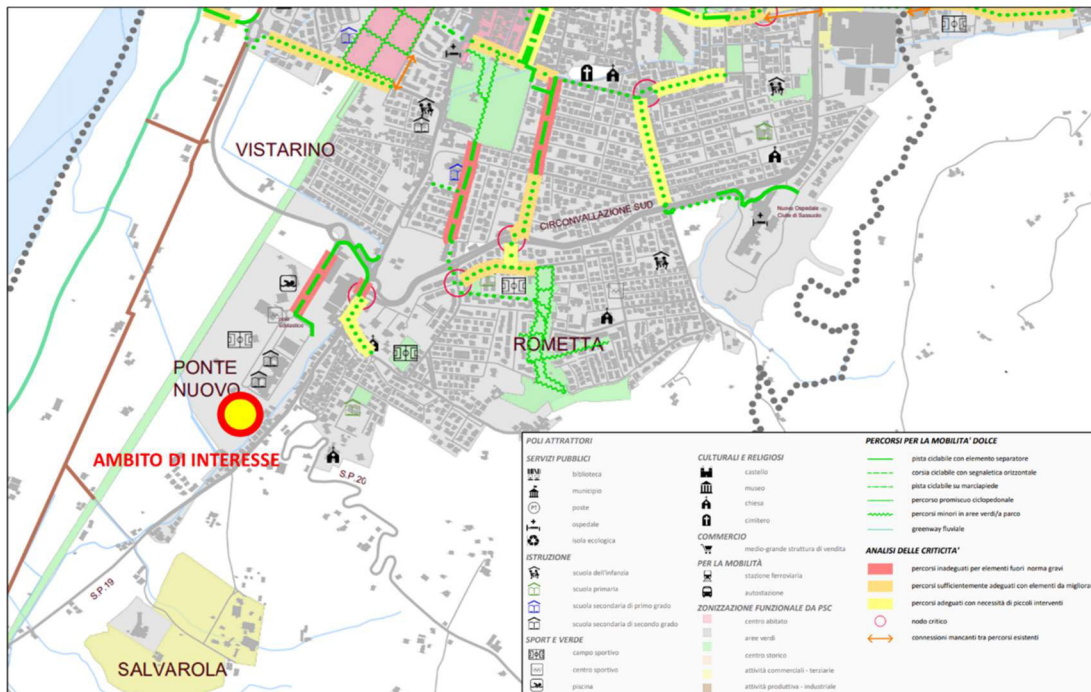 VISTARINO
CIRCONVALLAZIONE SUD
Nuovo Ospedale
Civile di Sassuolo
ROMETTA
PONTE
NUOVO
AMBITO DI INTERESSE
S.P.20
S.P.19
SALVAROLA
POLI ATTRATTORI
SERVIZI PUBBLICI
biblioteca
municipio
PT
poste
ospedale
isola ecologica
ISTRUZIONE
scuola dell'infanzia
scuola primaria
scuola secondaria di primo grado
scuola secondaria di secondo grado
SPORT E VERDE
campo sportivo
centro sportivo
piscina
CULTURALI E RELIGIOSI
castello
museo
chiesa
cimitero
COMMERCIO
medio-grande struttura di vendita
PER LA MOBILITÀ
stazione ferroviaria
autostazione
ZONIZZAZIONE FUNZIONALE DA PSC
centro abitato
aree verdi
centro storico
attività commerciali - terziarie
attività produttiva - industriale
PERCORSI PER LA MOBILITA' DOLCE
pista ciclabile con elemento separatore
corsia ciclabile con segnaletica orizzontale
pista ciclabile su marciapiede
percorso promiscuo ciclopedonale
percorsi minori in aree verdi/a parco
greenway fluviale
ANALISI DELLE CRITICITA'
percorsi inadeguati per elementi fuori norma gravi
percorsi sufficientemente adeguati con elementi da migliora
percorsi adeguati con necessità di piccoli interventi
nodo critico
connessioni mancanti tra percorsi esistenti